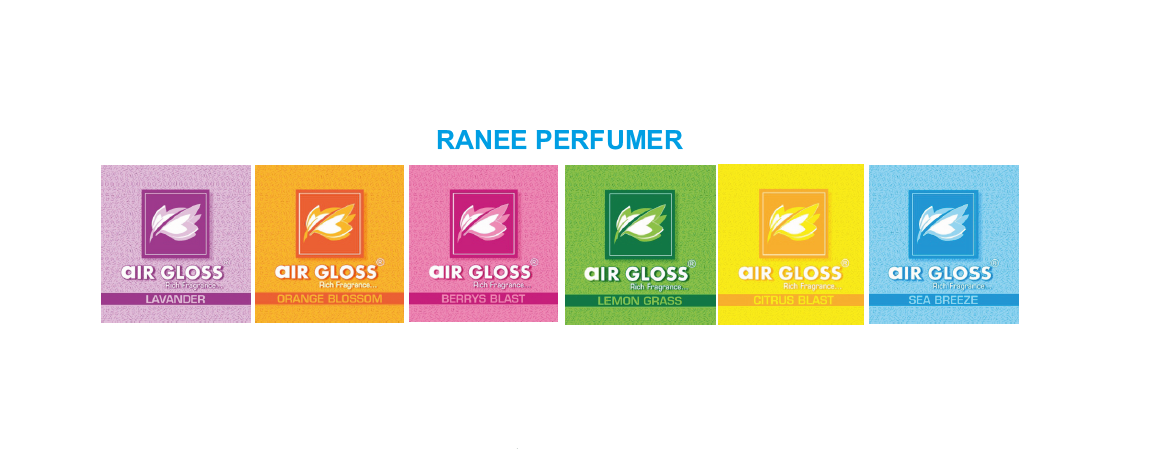 RANEE PERFUMER
aIR GLOSS®
Rich Fragrance...
LAVANDER
aIR GLOSS®
Rich Fragrance...
ORANGE BLOSSOM
aIR GLOSS®
Rich Fragrance...
BERRYS BLAST
aIR GLOSS®
Rich Fragrance...
LEMON GRASS
aIR GLOSS®
Rich Fragrance...
CITRUS BLAST
aIR GLOSS®
Rich Fragrance...
SEA BREEZE